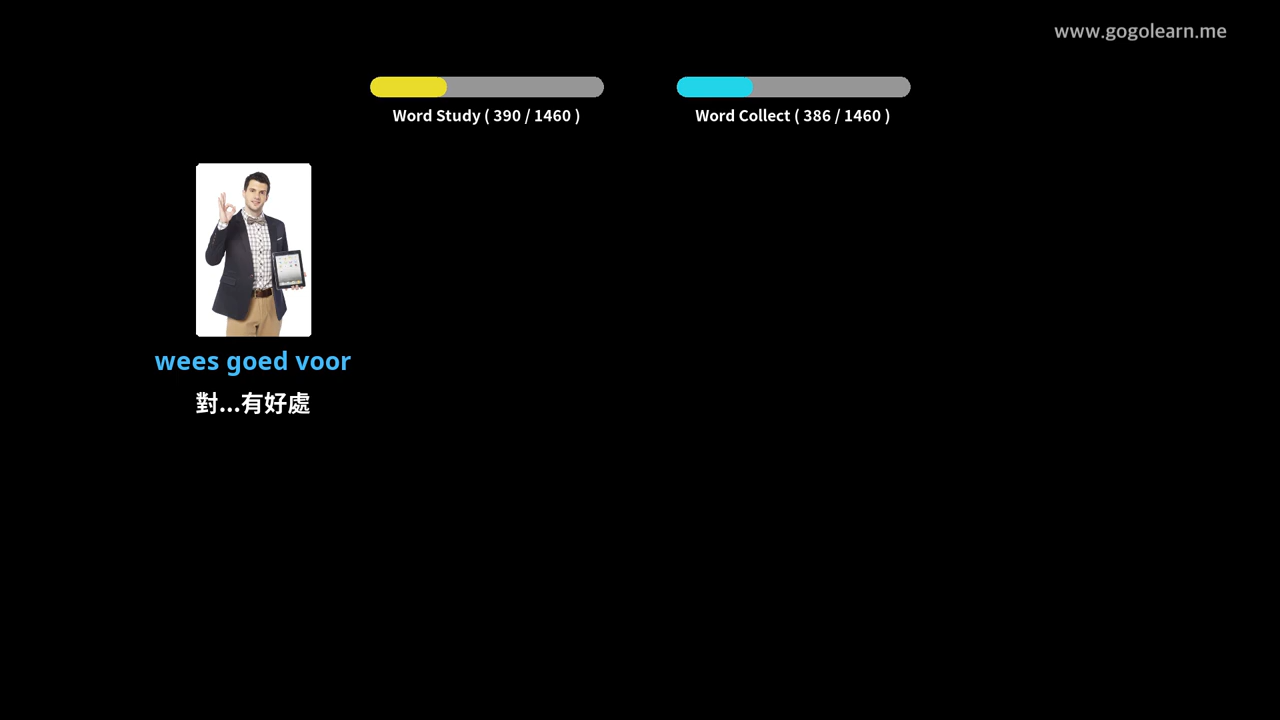 www.gogolearn.me
Word Study ( 390 / 1460 )
Word Collect ( 386 / 1460 )
wees goed voor
對...有好處